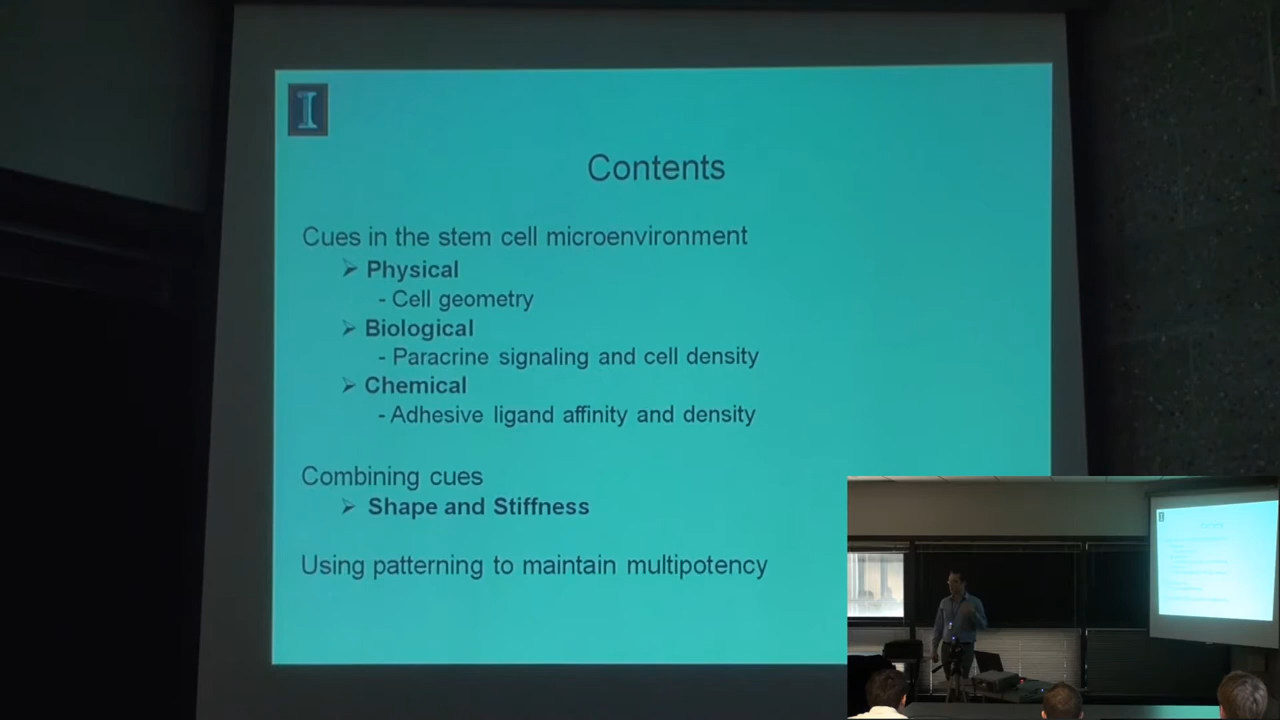 I
Contents
Cues in the stem cell microenvironment
➢ Physical
- Cell geometry
➢ Biological
- Paracrine signaling and cell density
➢ Chemical
- Adhesive ligand affinity and density
Combining cues
➢ Shape and Stiffness
Using patterning to maintain multipotency